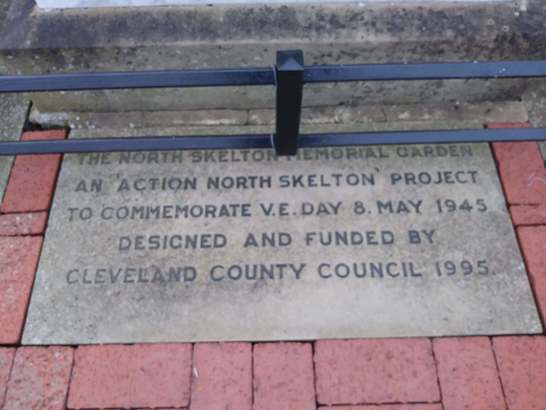 THE NORTH SKELTON MEMORIAL GARDEN
AN 'ACTION NORTH SKELTON' PROJECT
TO COMMEMORATE V.E. DAY 8. MAY 1945
DESIGNED AND FUNDED BY
CLEVELAND COUNTY COUNCIL 1995.